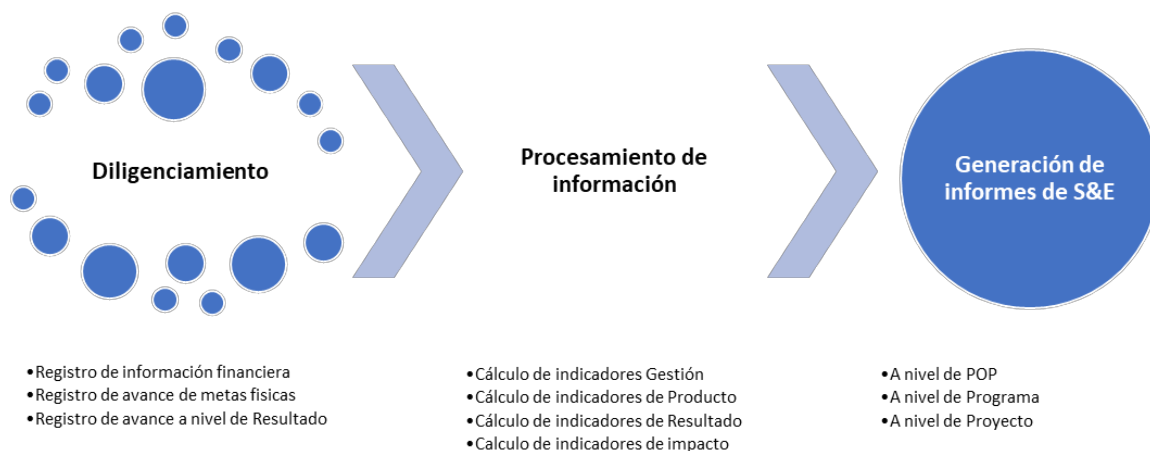 Diligenciamiento
•Registro de información financiera
•Registro de avance de metas fisicas
•Registro de avance a nivel de Resultado
Procesamiento de
información
•Cálculo de indicadores Gestión
•Cálculo de indicadores de Producto
•Cálculo de indicadores de Resultado
•Calculo de indicadores de impacto
Generación de
informes de S&E
•A nivel de POP
•A nivel de Programa
•A nivel de Proyecto